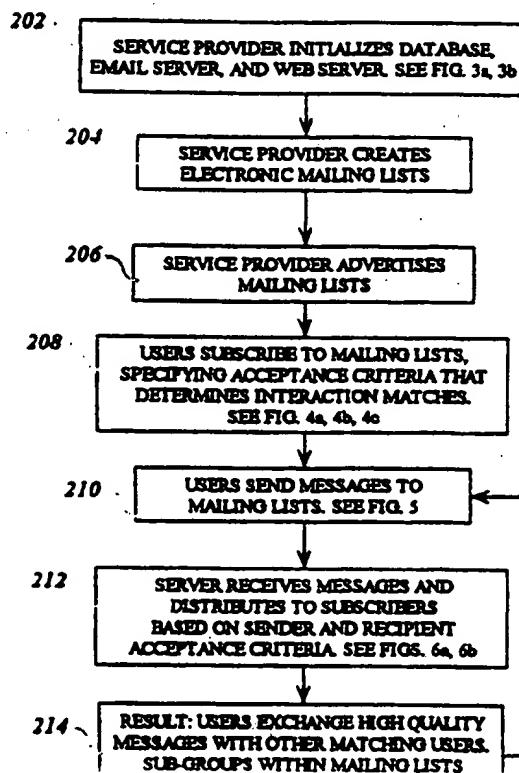 202
SERVICE PROVIDER INITIALIZES DATABASE,
EMAIL SERVER, AND WEB SERVER. SEE FIG. 3a, 3b
204
SERVICE PROVIDER CREATES
ELECTRONIC MAILING LISTS
206
SERVICE PROVIDER ADVERTISES
MAILING LISTS
208
USERS SUBSCRIBE TO MAILING LISTS,
SPECIFYING ACCEPTANCE CRITERIA THAT
DETERMINES INTERACTION MATCHES.
SEE FIG. 4a, 4b, 4c
210
USERS SEND MESSAGES TO
MAILING LISTS. SEE FIG. 5
212
SERVER RECEIVES MESSAGES AND
DISTRIBUTES TO SUBSCRIBERS
BASED ON SENDER AND RECIPIENT
ACCEPTANCE CRITERIA. SEE FIGS. 6a, 6b
214
RESULT: USERS EXCHANGE HIGH QUALITY
MESSAGES WITH OTHER MATCHING USERS.
SUB-GROUPS WITHIN MAILING LISTS